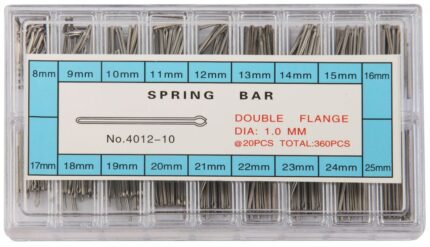 8mm 9mm 10mm 11mm 12mm 13mm 14mm 15mm 16mm
SPRING BAR
DOUBLE FLANGE
DIA: 1.0 MM
No.4012-10
@20PCS TOTAL:360PCS
17mm 18mm 19mm 20mm 21mm 22mm 23mm 24mm 25mm